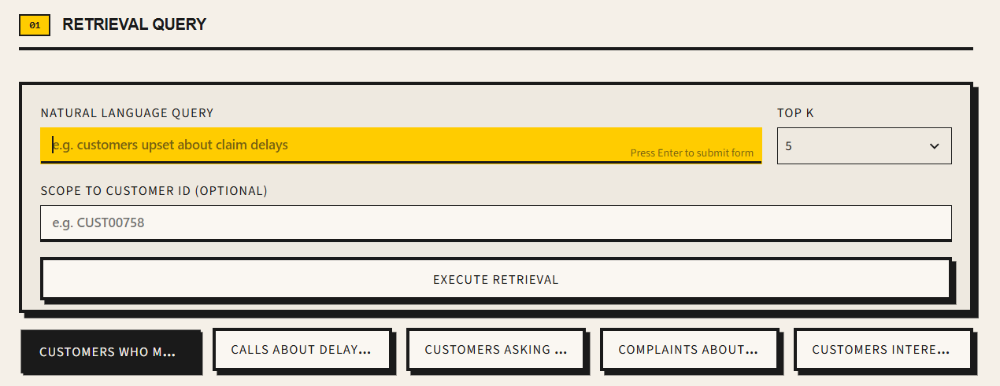 01 RETRIEVAL QUERY
NATURAL LANGUAGE QUERY
TOP K
e.g. customers upset about claim delays
Press Enter to submit form
5
SCOPE TO CUSTOMER ID (OPTIONAL)
e.g. CUST00758
EXECUTE RETRIEVAL
CUSTOMERS WHO M...
CALLS ABOUT DELAY...
CUSTOMERS ASKING ...
COMPLAINTS ABOUT...
CUSTOMERS INTERE...